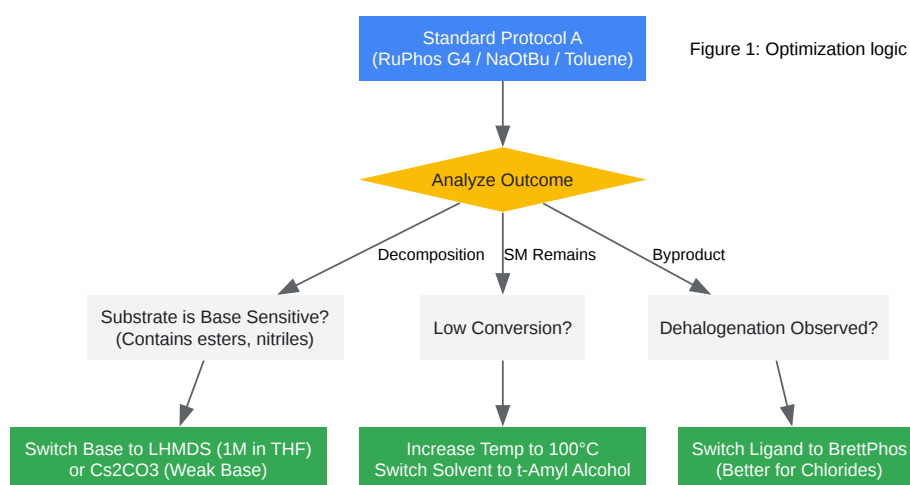 Standard Protocol A
(RuPhos G4 / NaOtBu / Toluene)
Figure 1: Optimization logic
Analyze Outcome
Decomposition
SM Remains
Byproduct
Substrate is Base Sensitive?
(Contains esters, nitriles)
Low Conversion?
Dehalogenation Observed?
Switch Base to LHMDS (1M in THF)
or Cs2CO3 (Weak Base)
Increase Temp to 100°C
Switch Solvent to t-Amyl Alcohol
Switch Ligand to BrettPhos
(Better for Chlorides)